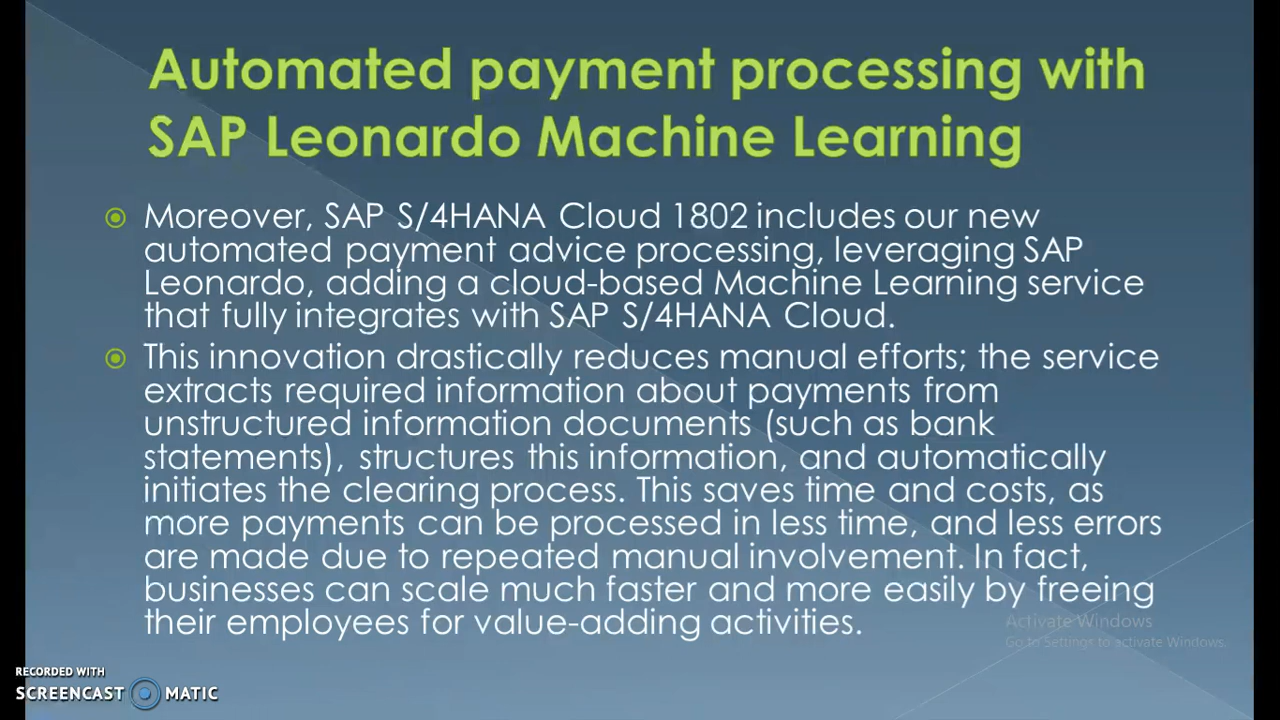 Automated payment processing with
SAP Leonardo Machine Learning
Moreover, SAP S/4HANA Cloud 1802 includes our new
automated payment advice processing, leveraging SAP
Leonardo, adding a cloud-based Machine Learning service
that fully integrates with SAP S/4HANA Cloud.
This innovation drastically reduces manual efforts; the service
extracts required information about payments from
unstructured information documents (such as bank
statements), structures this information, and automatically
initiates the clearing process. This saves time and costs, as
more payments can be processed in less time, and less errors
are made due to repeated manual involvement. In fact,
businesses can scale much faster and more easily by freeing
their employees for value-adding activities.
Activate Windows
Go to Settings to activate Windows.
RECORDED WITH
SCREENCAST MATIC